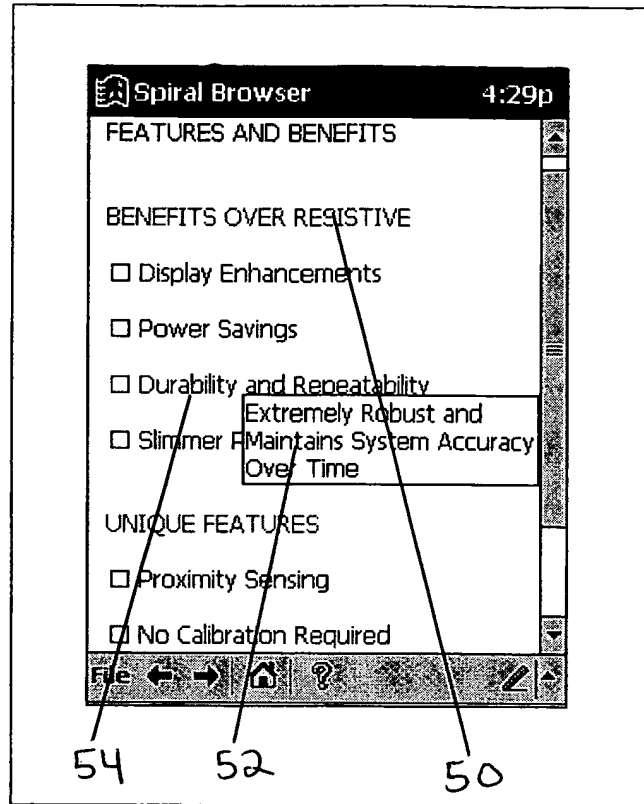 Spiral Browser 4:29p
FEATURES AND BENEFITS
BENEFITS OVER RESISTIVE
☐ Display Enhancements
☐ Power Savings
☐ Durability and Repeatability
Extremely Robust and
☐ Slimmer Maintains System Accuracy
Over Time
UNIQUE FEATURES
☐ Proximity Sensing
☐ No Calibration Required
File
54 52 50